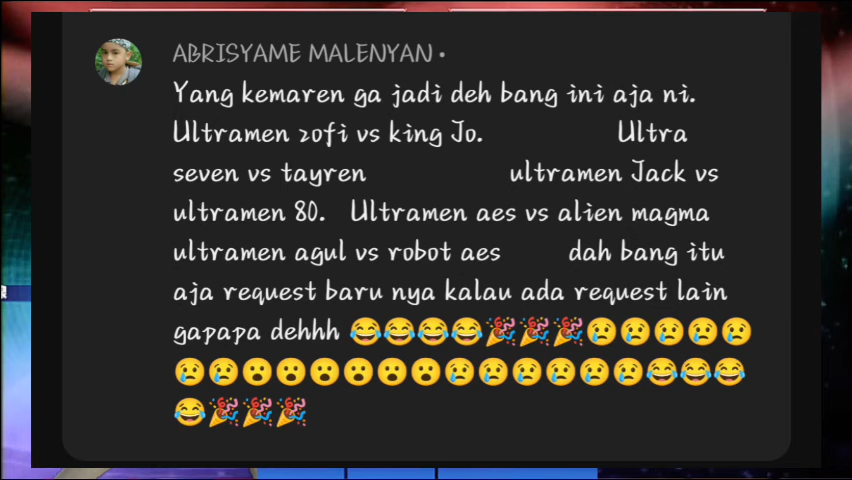 ABRISYAME MALENYAN •
Yang kemaren ga jadi deh bang ini aja ni.
Ultramen zofi vs king Jo. Ultra
seven vs tayren ultramen Jack vs
ultramen 80. Ultramen aes vs alien magma
ultramen agul vs robot aes dah bang itu
aja request baru nya kalau ada request lain
gapapa dehhh 😂😂😂😂🎉🎉🎉😢😢😢😢😢
😢😢😮😮😮😮😮😮😢😢😢😢😢😢😂😂😂
😂🎉🎉🎉